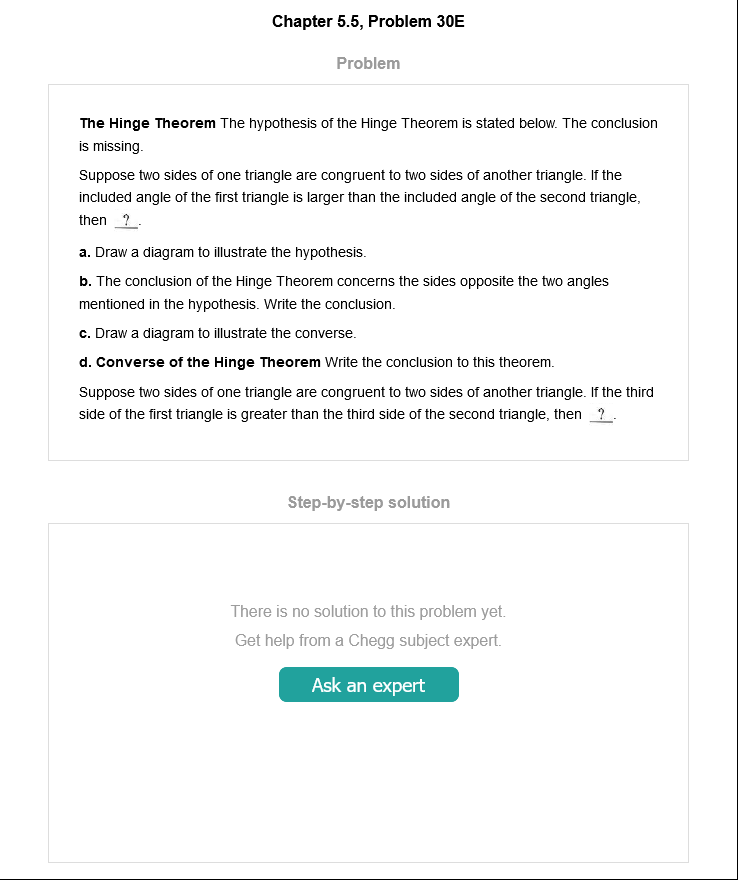 Chapter 5.5, Problem 30E
Problem
The Hinge Theorem The hypothesis of the Hinge Theorem is stated below. The conclusion
is missing.
Suppose two sides of one triangle are congruent to two sides of another triangle. If the
included angle of the first triangle is larger than the included angle of the second triangle,
then ? .
a. Draw a diagram to illustrate the hypothesis.
b. The conclusion of the Hinge Theorem concerns the sides opposite the two angles
mentioned in the hypothesis. Write the conclusion.
c. Draw a diagram to illustrate the converse.
d. Converse of the Hinge Theorem Write the conclusion to this theorem.
Suppose two sides of one triangle are congruent to two sides of another triangle. If the third
side of the first triangle is greater than the third side of the second triangle, then ? .
Step-by-step solution
There is no solution to this problem yet.
Get help from a Chegg subject expert.
Ask an expert